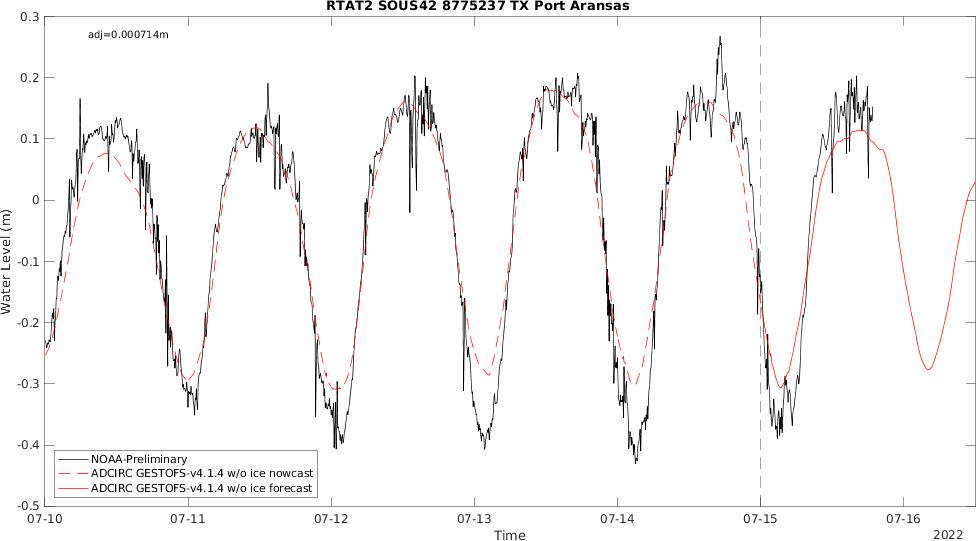 RTAT2 SOUS42 8775237 TX Port Aransas
adj=0.000714m
0.3
0.2
0.1
0
-0.1
-0.2
-0.3
-0.4
-0.5
Water Level (m)
NOAA-Preliminary
ADCIRC GESTOFS-v4.1.4 w/o ice nowcast
ADCIRC GESTOFS-v4.1.4 w/o ice forecast
07-10 07-11 07-12 07-13 07-14 07-15 07-16
Time
2022